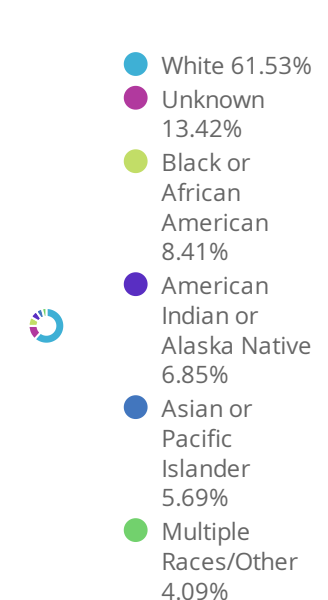 White 61.53%
Unknown
13.42%
Black or
African
American
8.41%
American
Indian or
Alaska Native
6.85%
Asian or
Pacific
Islander
5.69%
Multiple
Races/Other
4.09%